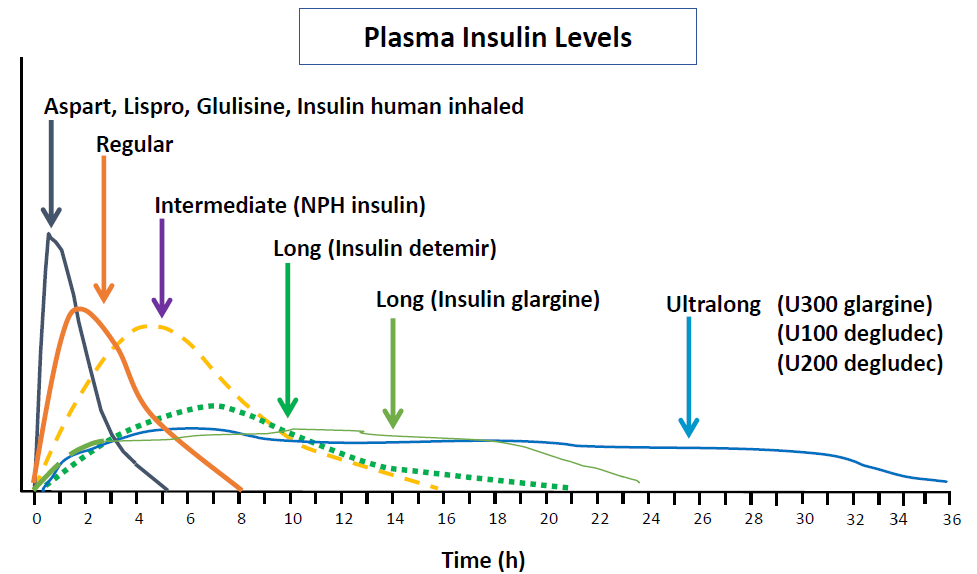 Plasma Insulin Levels
Aspart, Lispro, Glulisine, Insulin human inhaled
Regular
Intermediate (NPH insulin)
Long (Insulin detemir)
Long (Insulin glargine)
Ultralong (U300 glargine)
(U100 degludec)
(U200 degludec)
0 2 4 6 8 10 12 14 16 18 20 22 24 26 28 30 32 34 36
Time (h)